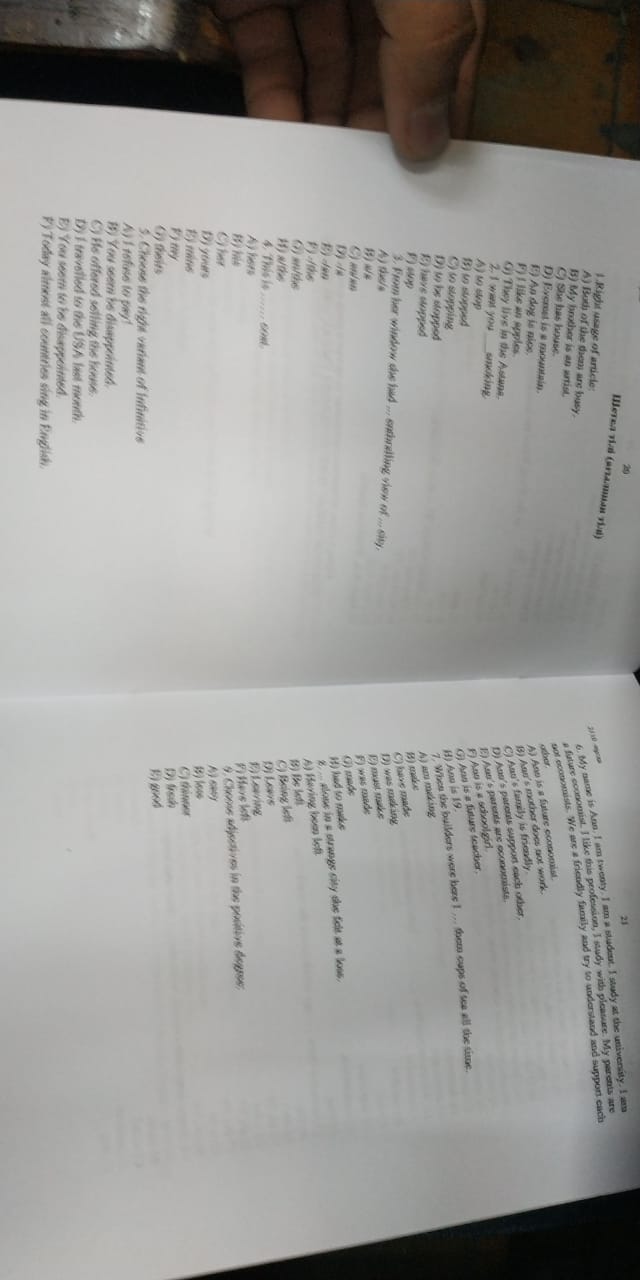 20
Шетел тілі (ағылшын тілі)
1.Right usage of article:
A) Both of the them are busy.
B) My brother is an artist.
C) She has house.
D) Everest is a mountain.
E) An dog is nice.
F) I like an apples.
G) They live in the Astana.
2. I want you ___smoking.
A) to stop
B) to stopped
C) to stopping
D) to be stopped
E) have stopped
F) stop
3. From her window she had ... enthralling view of ... city.
A) the/a
B) a/a
C) an/an
D) -/a
E) -/an
F) -/the
G) an/the
H) a/the
4. This is ...... coat.
A) hers
B) his
C) her
D) yours
E) mine
F) my
G) theirs
5. Choose the right variant of Infinitive
A) I refuse to pay!
B) You seem be disappointed.
C) He offered selling the house.
D) I travelled to the USA last month.
E) You seem to be disappointed.
F) Today almost all countries sing in English.
21
6. My name is Ann. I am twenty. I am a student. I study at the university. I am
a future economist. I like this profession, I study with pleasure. My parents are
not economists. We are a friendly family and try to understand and support each
other.
A) Ann is a future economist.
B) Ann's mother does not work.
C) Ann's family is friendly.
D) Ann's parents support each other.
E) Ann's parents are economists.
F) Ann is a schoolgirl.
G) Ann is a future teacher.
H) Ann is 19.
7. When the builders were here I ... them cups of tea all the time.
A) am making
B) make
C) have made
D) was making
E) must make
F) was made
G) made
H) had to make
8. ... alone in a strange city she felt at a loss.
A) Having been left
B) Be left
C) Being left
D) Leave
E) Leaving
F) Have left
9. Choose adjectives in the positive degree:
A) easy
B) less
C) thinner
D) fresh
E) good